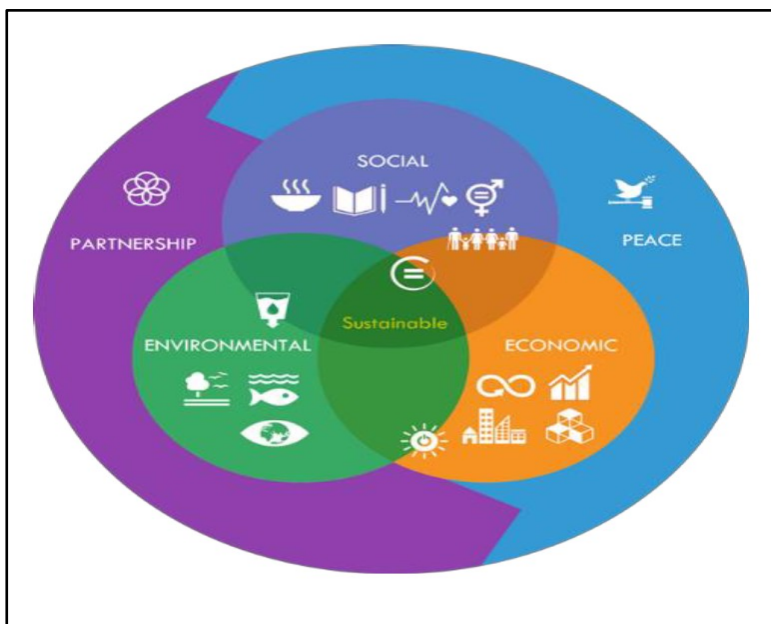 SOCIAL
PARTNERSHIP
PEACE
Sustainable
ENVIRONMENTAL
ECONOMIC